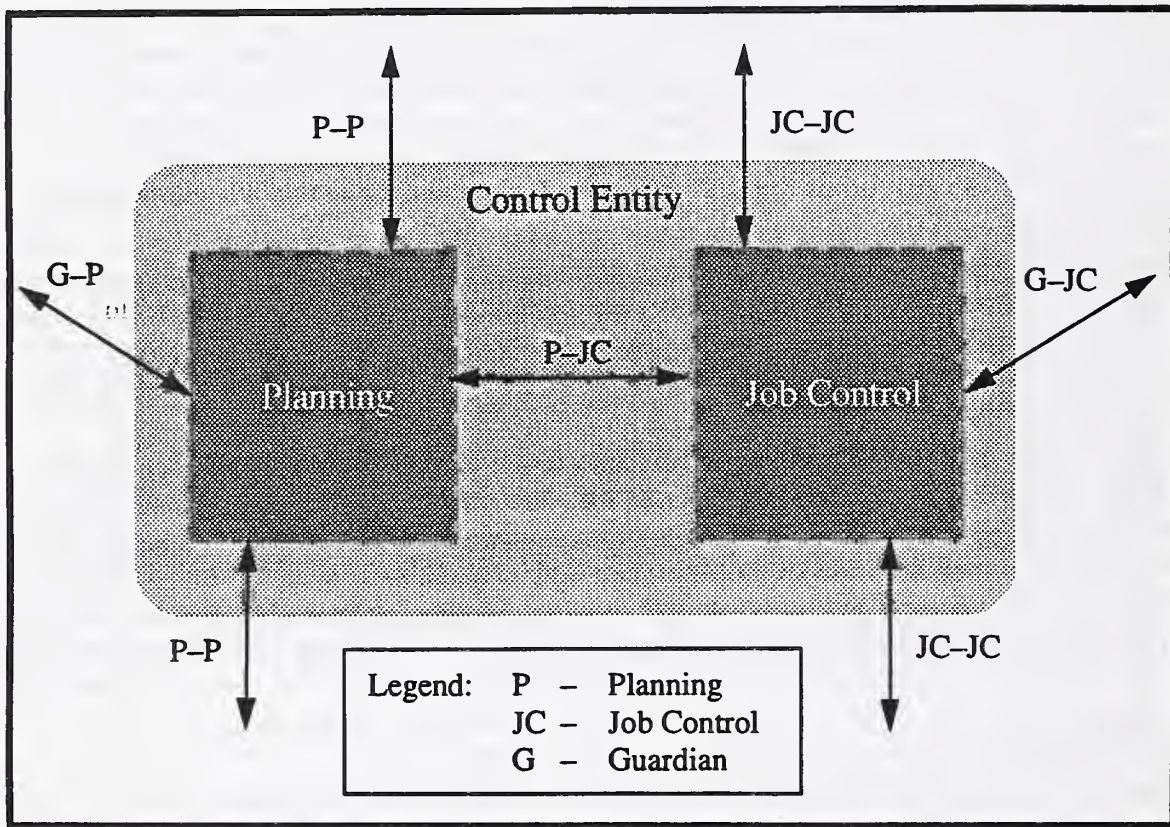 P–P
JC–JC
Control Entity
G–P
G–JC
P–JC
Planning
Job Control
P–P
JC–JC
Legend: P – Planning
JC – Job Control
G – Guardian